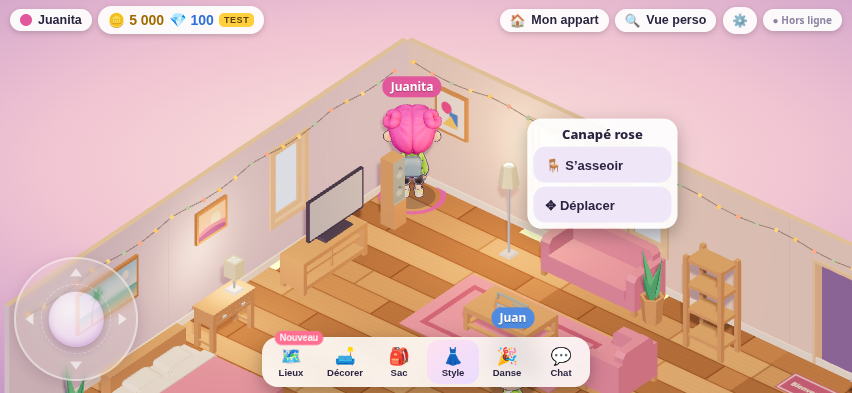 Juanita
5 000
100
TEST
Mon appart
Vue perso
Hors ligne
Juanita
Canapé rose
S'asseoir
Déplacer
Juan
Nouveau
Lieux
Décorer
Sac
Style
Danse
Chat